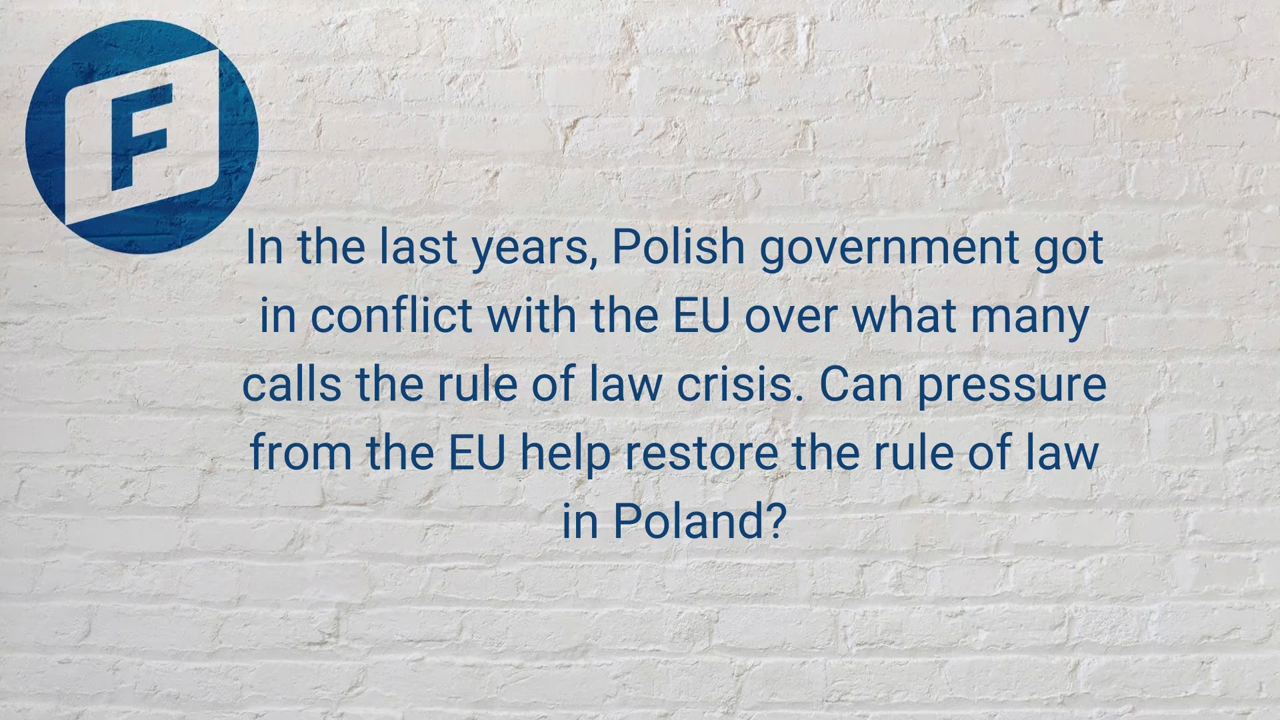 F
In the last years, Polish government got
in conflict with the EU over what many
calls the rule of law crisis. Can pressure
from the EU help restore the rule of law
in Poland?